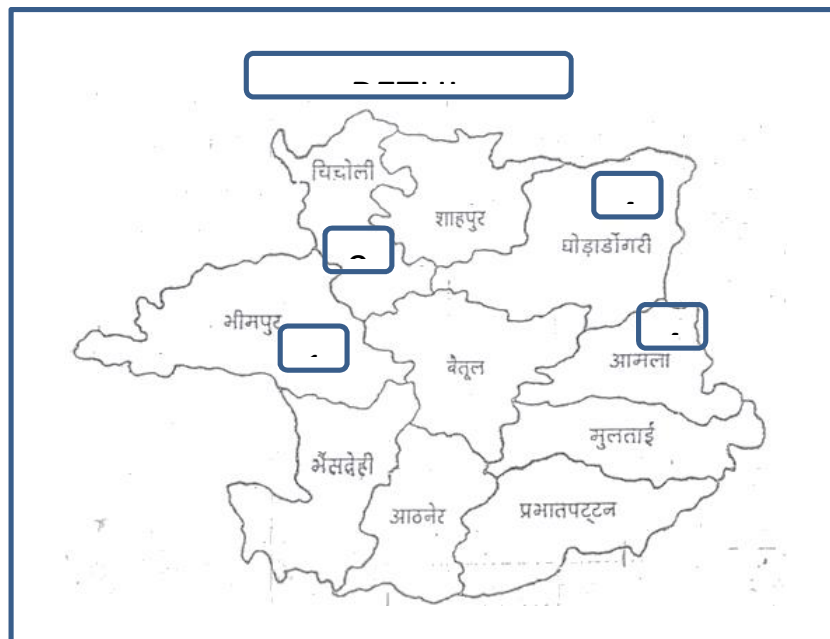 चिचोली
शाहपुर
घोड़ाडोंगरी
भीमपुर
बैतूल
आमला
मुलताई
भैंसदेही
आठनेर
प्रभातपट्टन